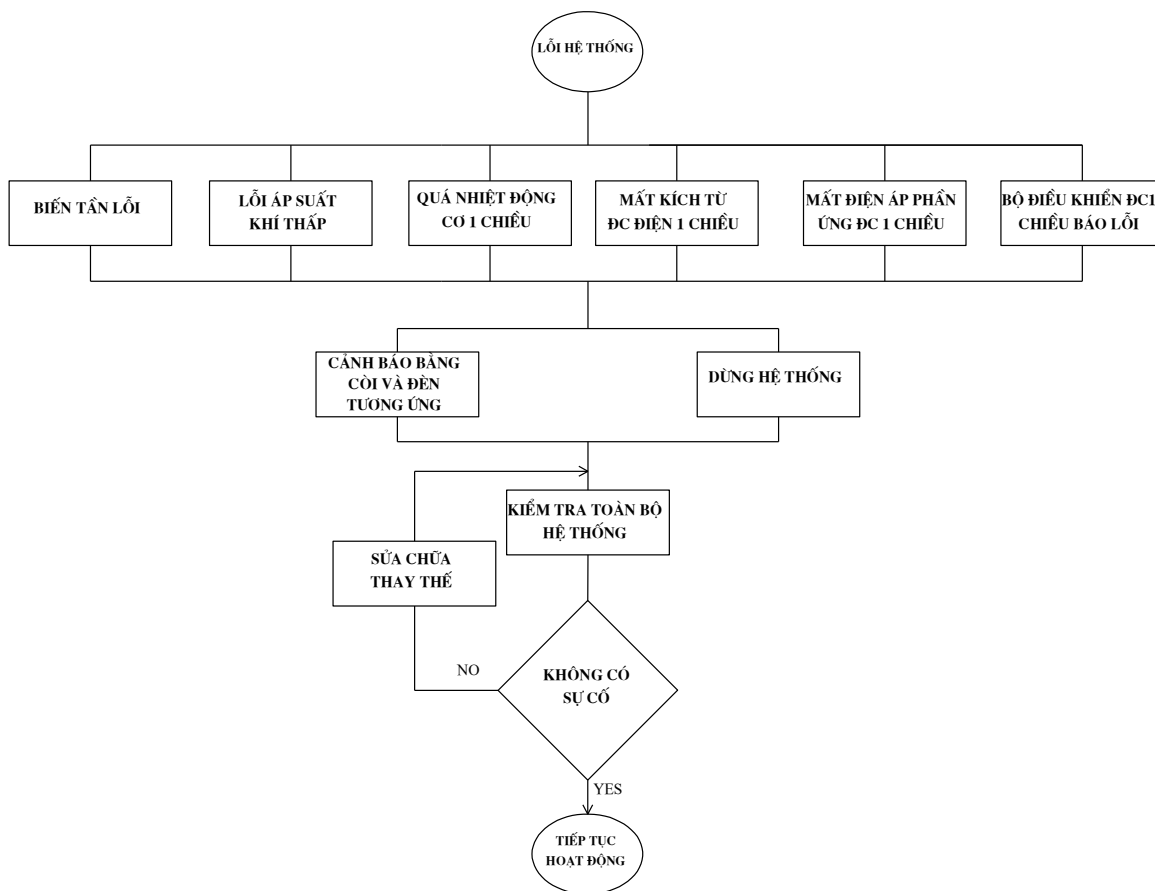 LỖI HỆ THỐNG
BIẾN TẦN LỖI
LỖI ÁP SUẤT
KHÍ THẤP
QUÁ NHIỆT ĐỘNG
CƠ 1 CHIỀU
MẤT KÍCH TỪ
ĐC ĐIỆN 1 CHIỀU
MẤT ĐIỆN ÁP PHẦN
ỨNG ĐC 1 CHIỀU
BỘ ĐIỀU KHIỂN ĐC1
CHIỀU BÁO LỖI
CẢNH BÁO BẰNG
CÒI VÀ ĐÈN
TƯƠNG ỨNG
DỪNG HỆ THỐNG
KIỂM TRA TOÀN BỘ
HỆ THỐNG
SỬA CHỮA
THAY THẾ
NO
KHÔNG CÓ
SỰ CỐ
YES
TIẾP TỤC
HOẠT ĐỘNG